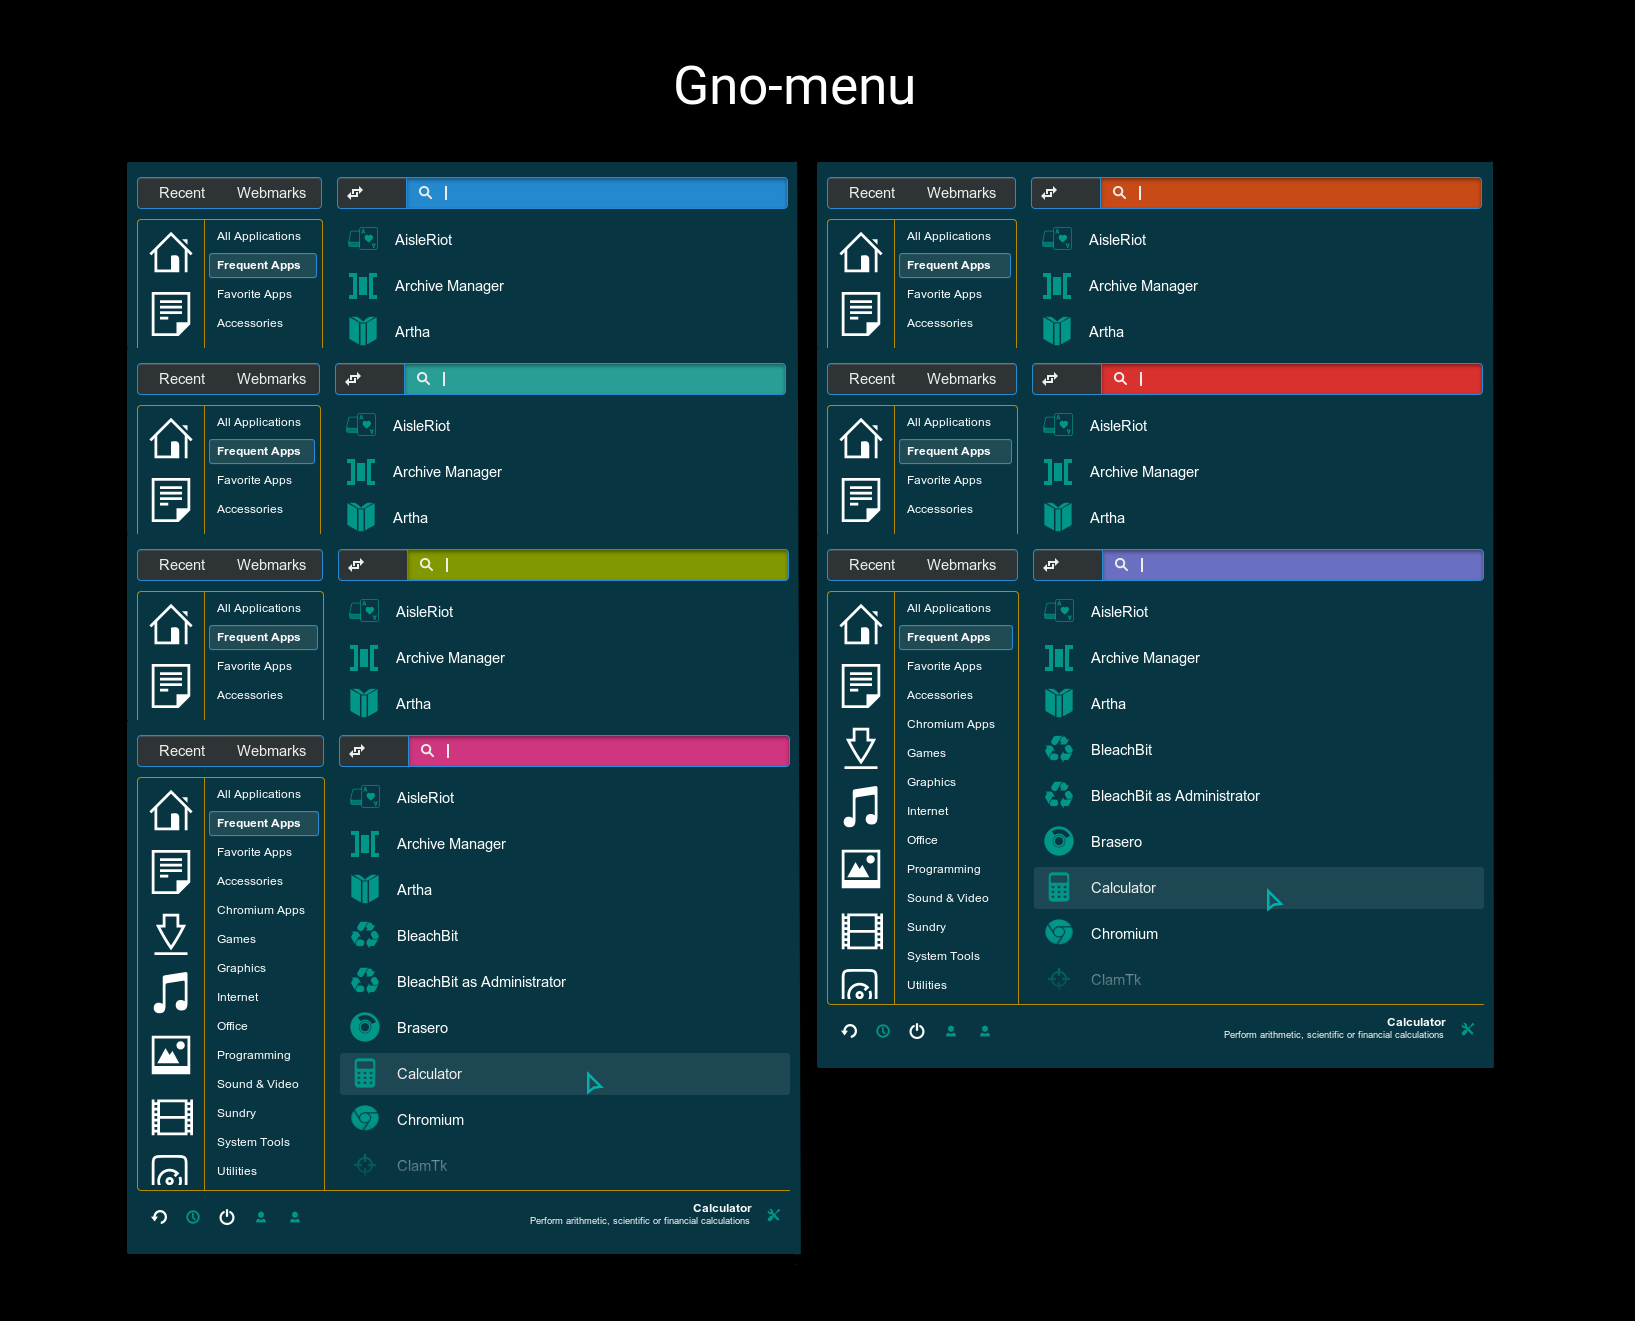 Gno-menu
Recent Webmarks
All Applications
Frequent Apps
Favorite Apps
Accessories
AisleRiot
Archive Manager
Artha
Recent Webmarks
All Applications
Frequent Apps
Favorite Apps
Accessories
AisleRiot
Archive Manager
Artha
Recent Webmarks
All Applications
Frequent Apps
Favorite Apps
Accessories
AisleRiot
Archive Manager
Artha
Recent Webmarks
All Applications
Frequent Apps
Favorite Apps
Accessories
Chromium Apps
Games
Graphics
Internet
Office
Programming
Sound & Video
Sundry
System Tools
Utilities
AisleRiot
Archive Manager
Artha
BleachBit
BleachBit as Administrator
Brasero
Calculator
Chromium
ClamTk
Calculator
Perform arithmetic, scientific or financial calculations
Recent Webmarks
All Applications
Frequent Apps
Favorite Apps
Accessories
AisleRiot
Archive Manager
Artha
Recent Webmarks
All Applications
Frequent Apps
Favorite Apps
Accessories
AisleRiot
Archive Manager
Artha
Recent Webmarks
All Applications
Frequent Apps
Favorite Apps
Accessories
Chromium Apps
Games
Graphics
Internet
Office
Programming
Sound & Video
Sundry
System Tools
Utilities
AisleRiot
Archive Manager
Artha
BleachBit
BleachBit as Administrator
Brasero
Calculator
Chromium
ClamTk
Calculator
Perform arithmetic, scientific or financial calculations